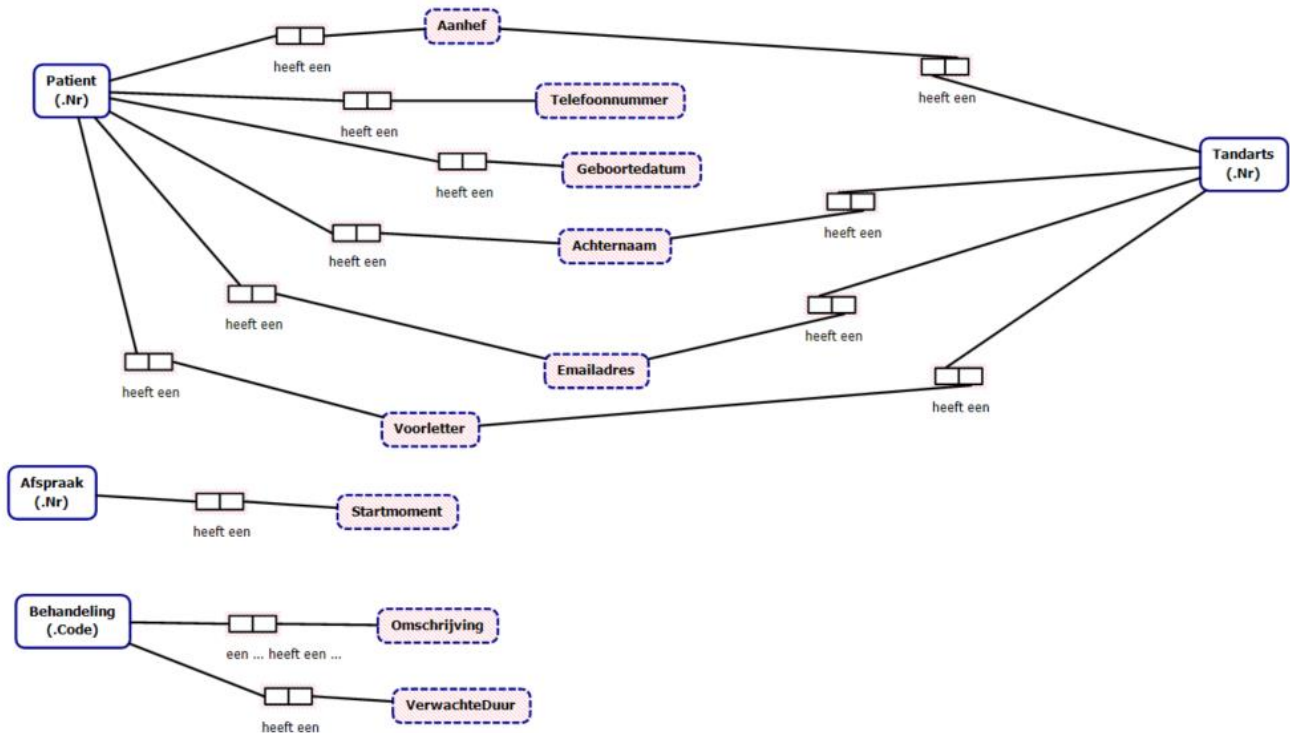 Aanhef
heeft een
heeft een
Patient
(.Nr)
Telefoonnummer
heeft een
Tandarts
(.Nr)
Geboortedatum
heeft een
Achternaam
heeft een
heeft een
heeft een
heeft een
Emailadres
heeft een
heeft een
Voorletter
Afspraak
(.Nr)
Startmoment
heeft een
Behandeling
(.Code)
Omschrijving
een ... heeft een ...
VerwachteDuur
heeft een